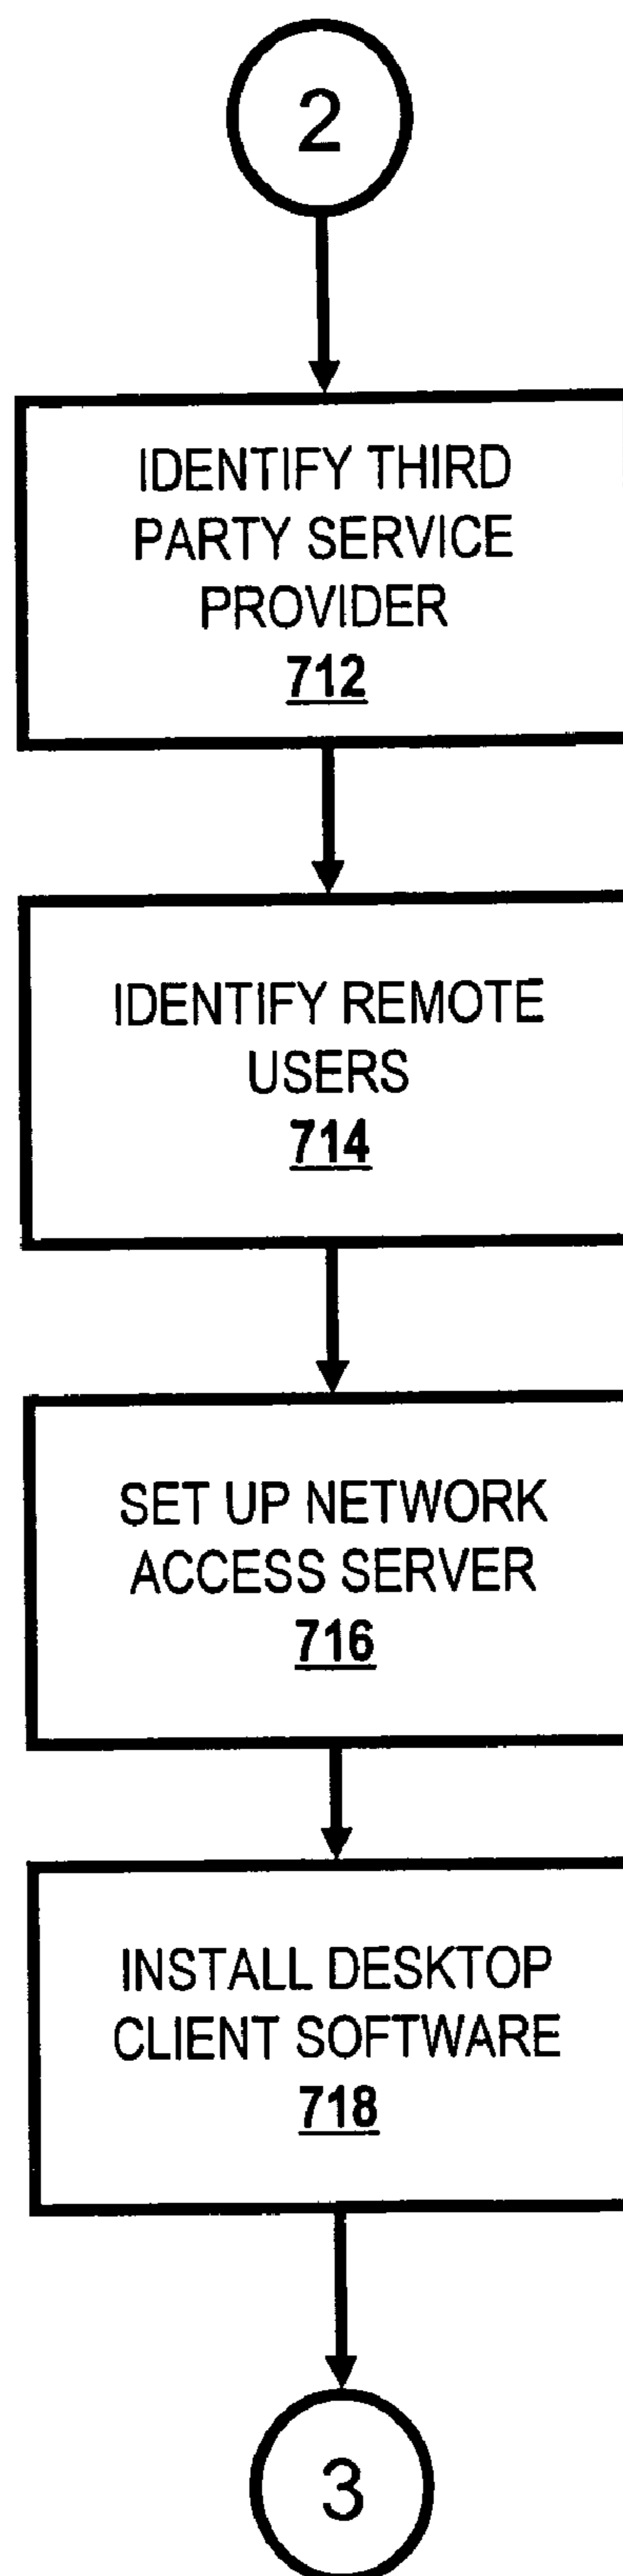 2
IDENTIFY THIRD
PARTY SERVICE
PROVIDER
712
IDENTIFY REMOTE
USERS
714
SET UP NETWORK
ACCESS SERVER
716
INSTALL DESKTOP
CLIENT SOFTWARE
718
3